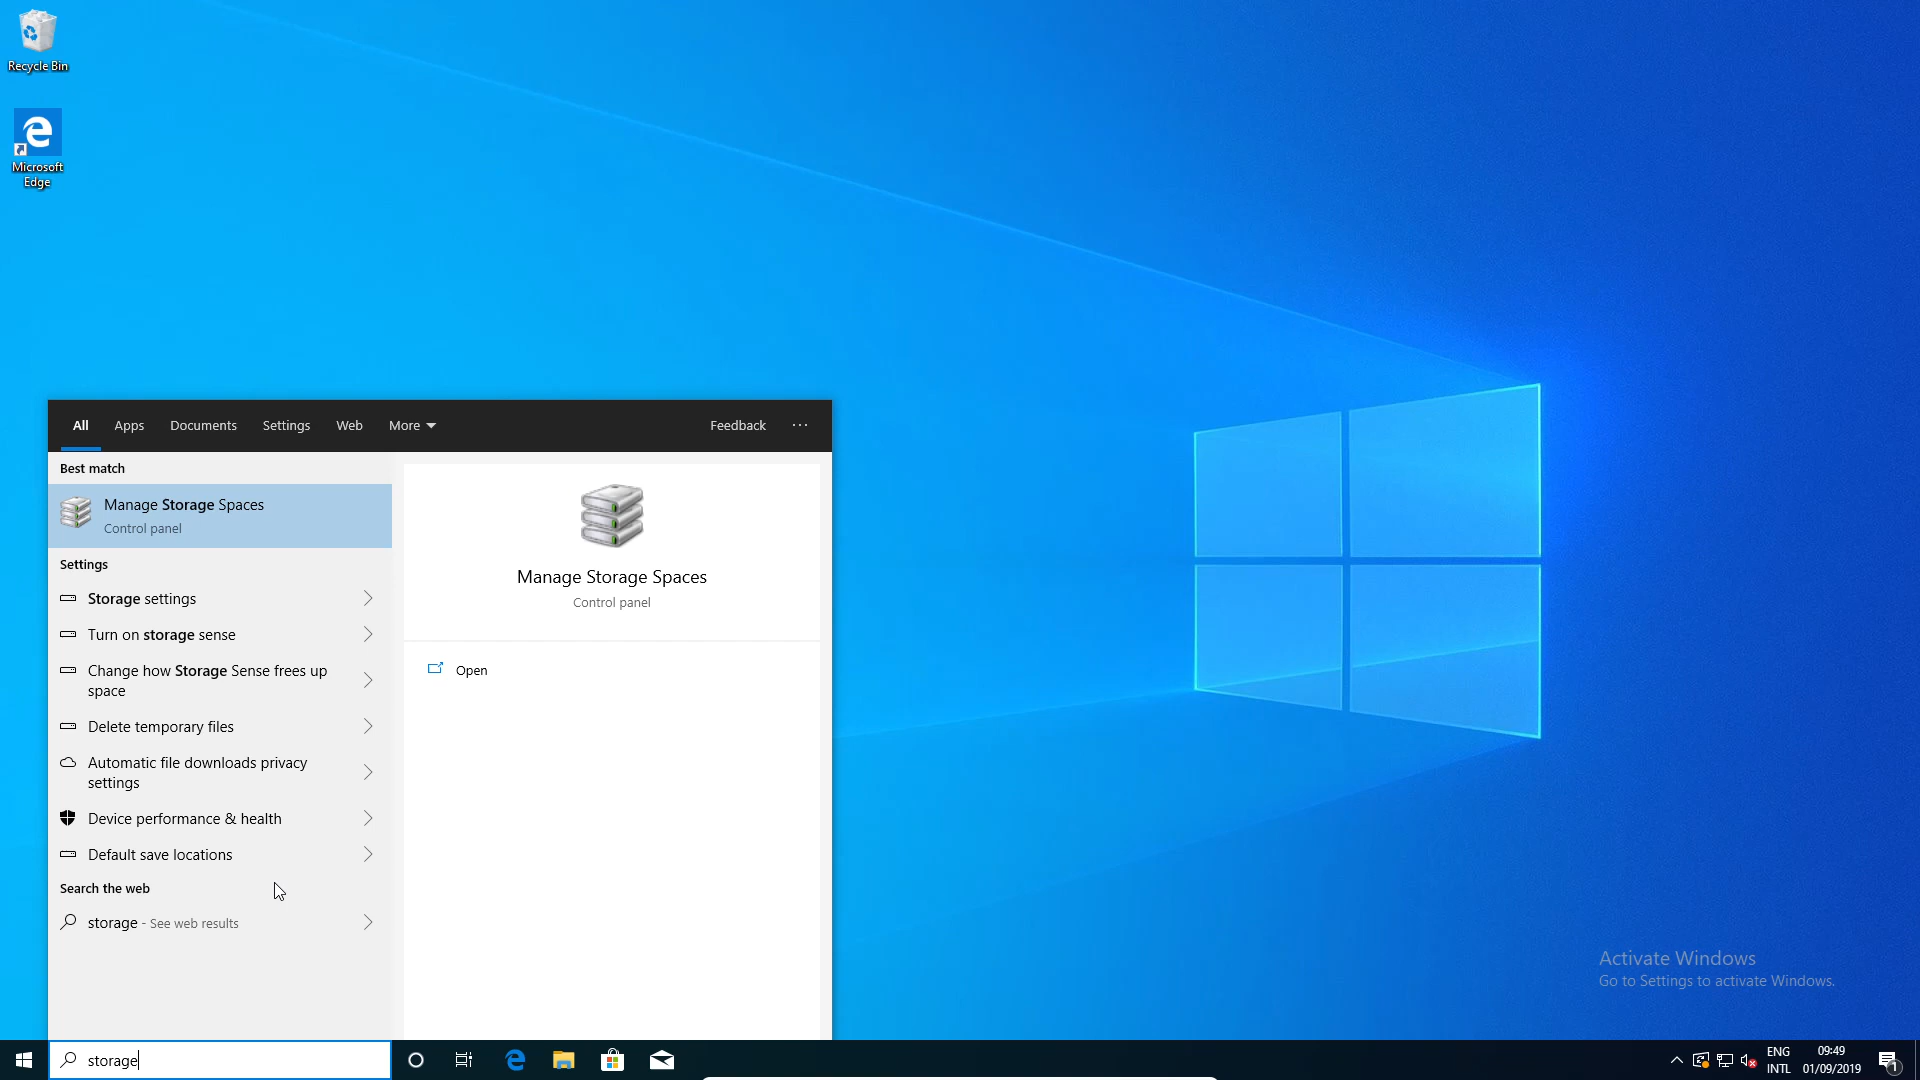 Recycle Bin
Microsoft
Edge
All
Apps
Documents
Settings
Web
More
Feedback
Best match
Manage Storage Spaces
Control panel
Settings
Storage settings
Turn on storage sense
Change how Storage Sense frees up
space
Delete temporary files
Automatic file downloads privacy
settings
Device performance & health
Default save locations
Search the web
storage - See web results
Manage Storage Spaces
Control panel
Open
Activate Windows
Go to Settings to activate Windows.
storage
ENG
INTL
09:49
01/09/2019
1